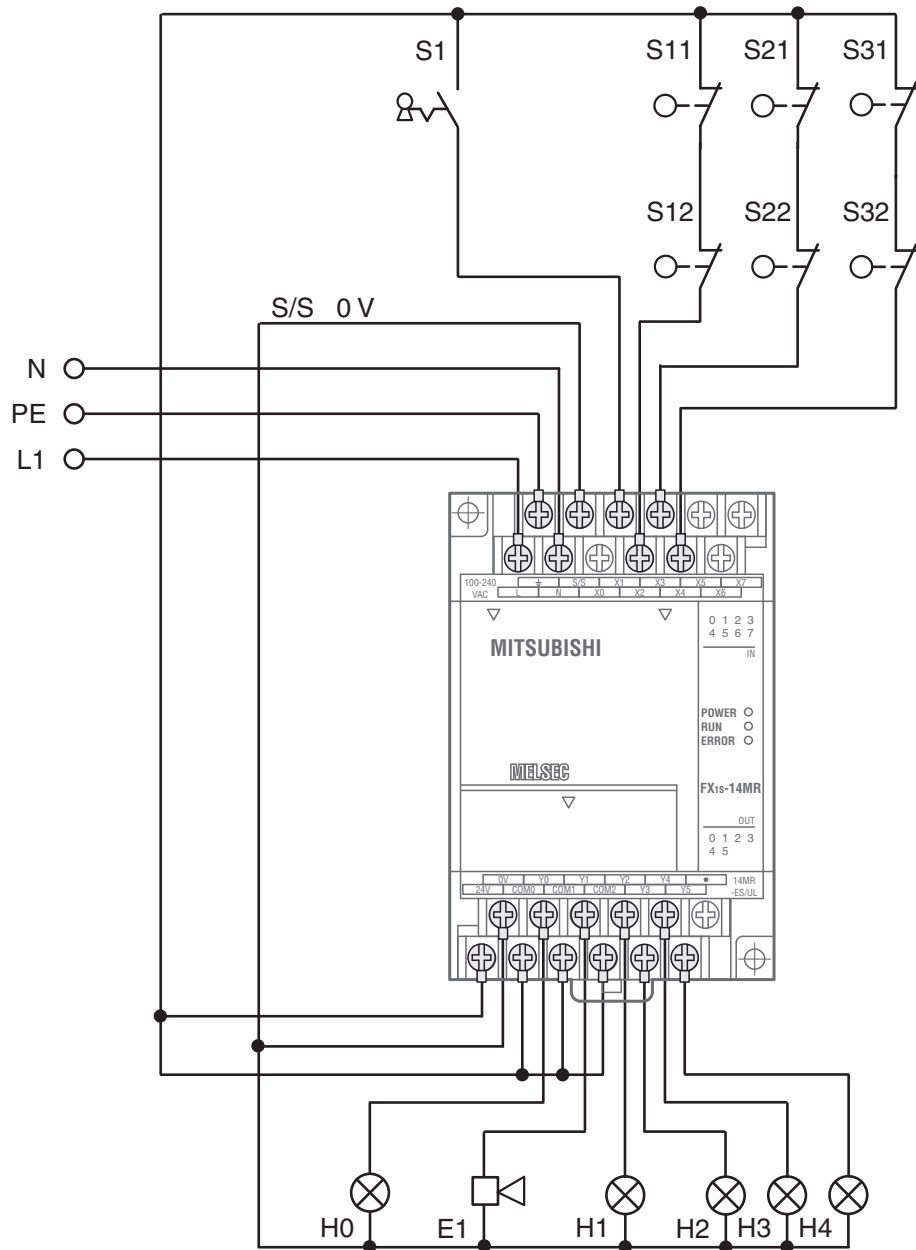 S1
S11
S21
S31
S12
S22
S32
S/S 0 V
N
PE
L1
100-240
VAC
S/S X1 X3 X5 X7
L N X0 X2 X4 X6
0 1 2 3
4 5 6 7
IN
MITSUBISHI
POWER
RUN
ERROR
MELSEC
FX1S-14MR
OUT
0 1 2 3
4 5
0V Y0 Y1 Y2 Y4
24V COM0 COM1 COM2 Y3 Y5
14MR
-ES/UL
H0
E1
H1
H2
H3
H4